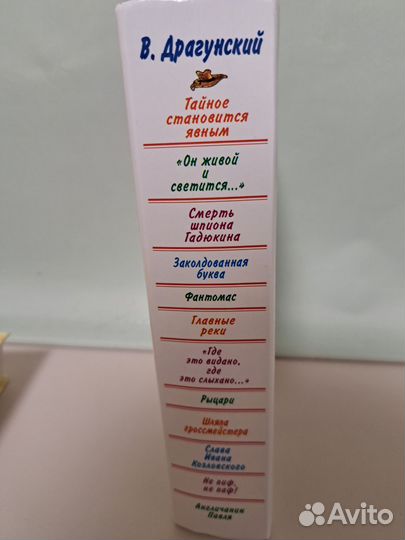 В. Драгунский
Тайное
становится
явным
«Он живой
и
светится...»
Смерть
шпиона
Гадюкина
Заколдованная
буква
Фантомас
Главные
реки
«Где
это видано,
где
это слыхано...»
Рыцари
Шляпа
гроссмейстера
Слава
Ивана
Козловского
Не пиф,
не паф!
Англичанин
Павля
Avito